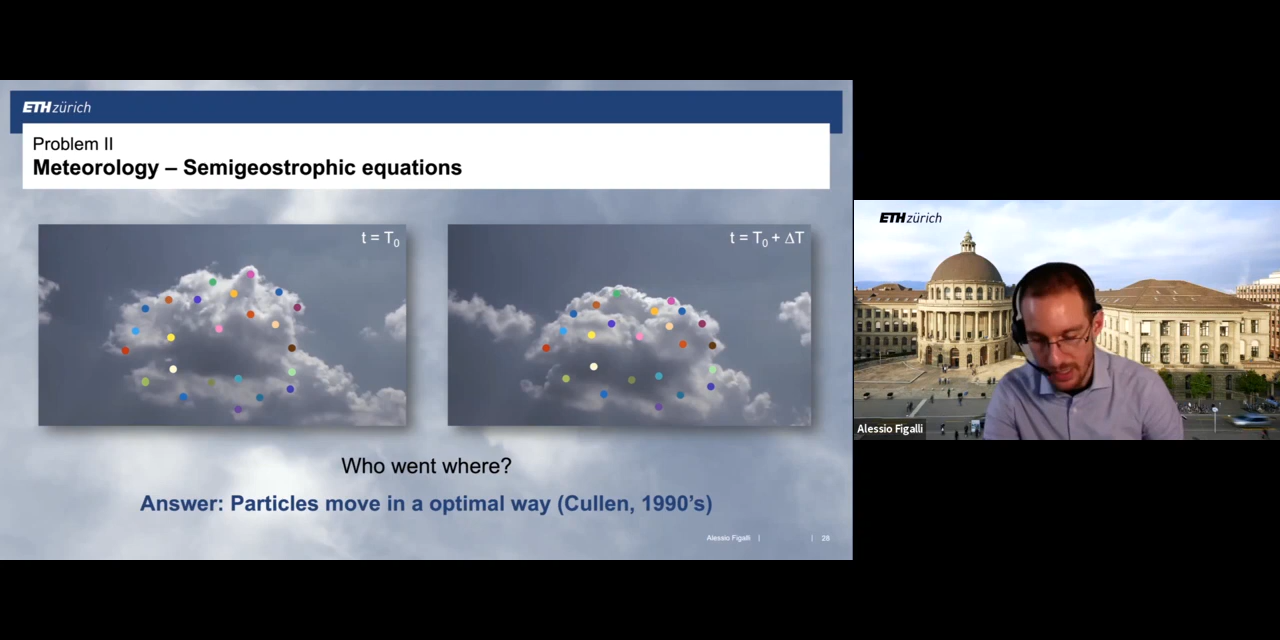 ETH zürich
Problem II
Meteorology – Semigeostrophic equations
t = T₀
t = T₀ + ΔT
Who went where?
Answer: Particles move in a optimal way (Cullen, 1990’s)
Alessio Figalli | | 28
ETH zürich
Alessio Figalli